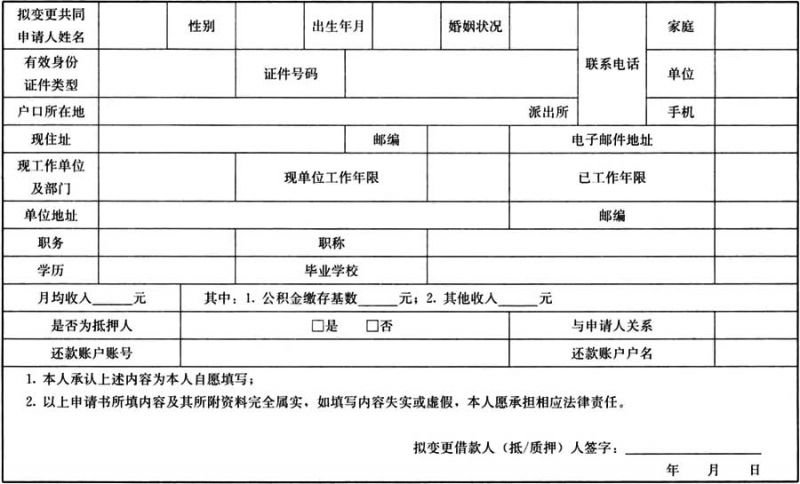 拟变更共同申请人姓名 性别 出生年月 婚姻状况 联系电话 家庭
有效身份证件类型 证件号码 单位
户口所在地 派出所 手机
现住址 邮编 电子邮件地址
现工作单位及部门 现单位工作年限 已工作年限
单位地址 邮编
职务 职称
学历 毕业学校
月均收入_____元 其中：1. 公积金缴存基数_____元；2. 其他收入_____元
是否为抵押人 □是 □否 与申请人关系
还款账户账号 还款账户户名
1. 本人承认上述内容为本人自愿填写；
2. 以上申请书所填内容及其所附资料完全属实，如填写内容失实或虚假，本人愿承担相应法律责任。
拟变更借款人（抵/质押）人签字：
年 月 日